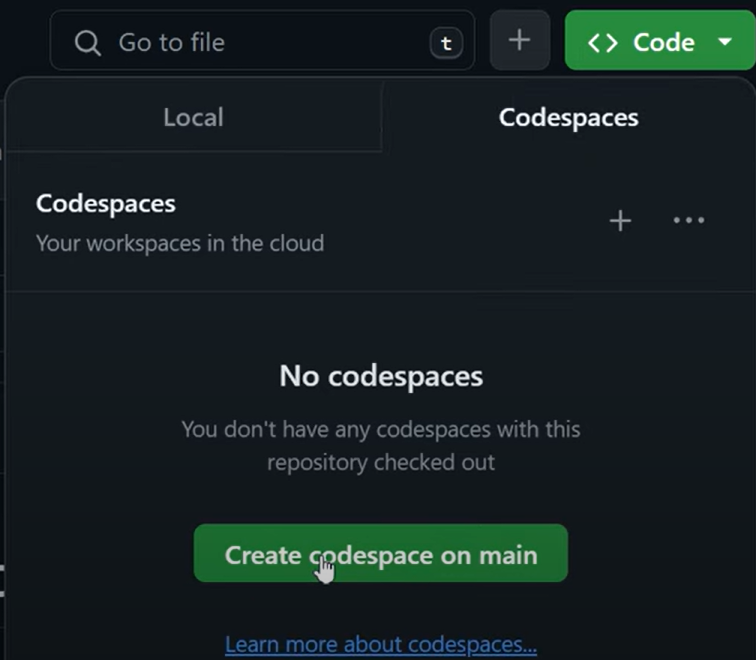 Go to file
t
+
<> Code
Local
Codespaces
Codespaces
Your workspaces in the cloud
+ ...
No codespaces
You don't have any codespaces with this
repository checked out
Create codespace on main
Learn more about codespaces...